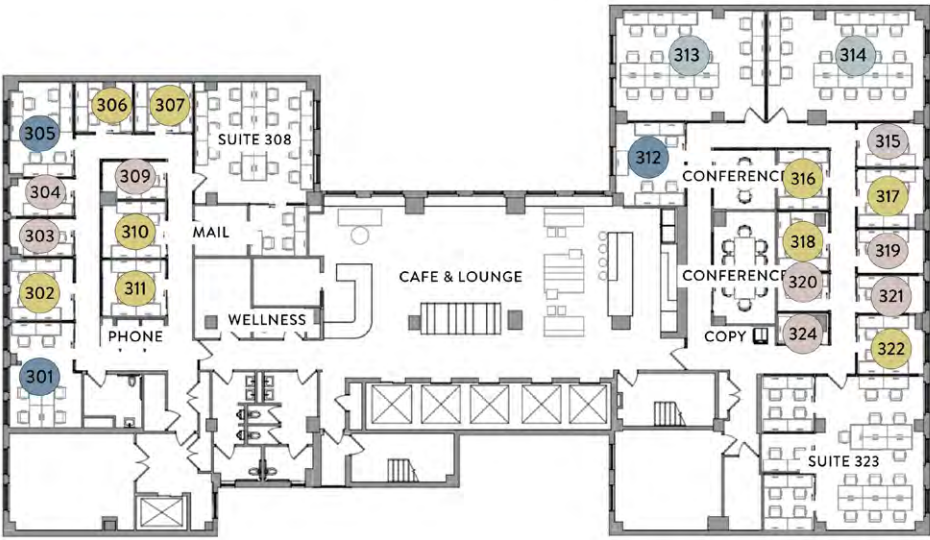 313
314
306
307
305
SUITE 308
315
312
309
CONFERENCE
316
304
317
310
MAIL
303
318
319
CAFE & LOUNGE
CONFERENCE
320
302
311
321
WELLNESS
PHONE
COPY
324
322
301
SUITE 323